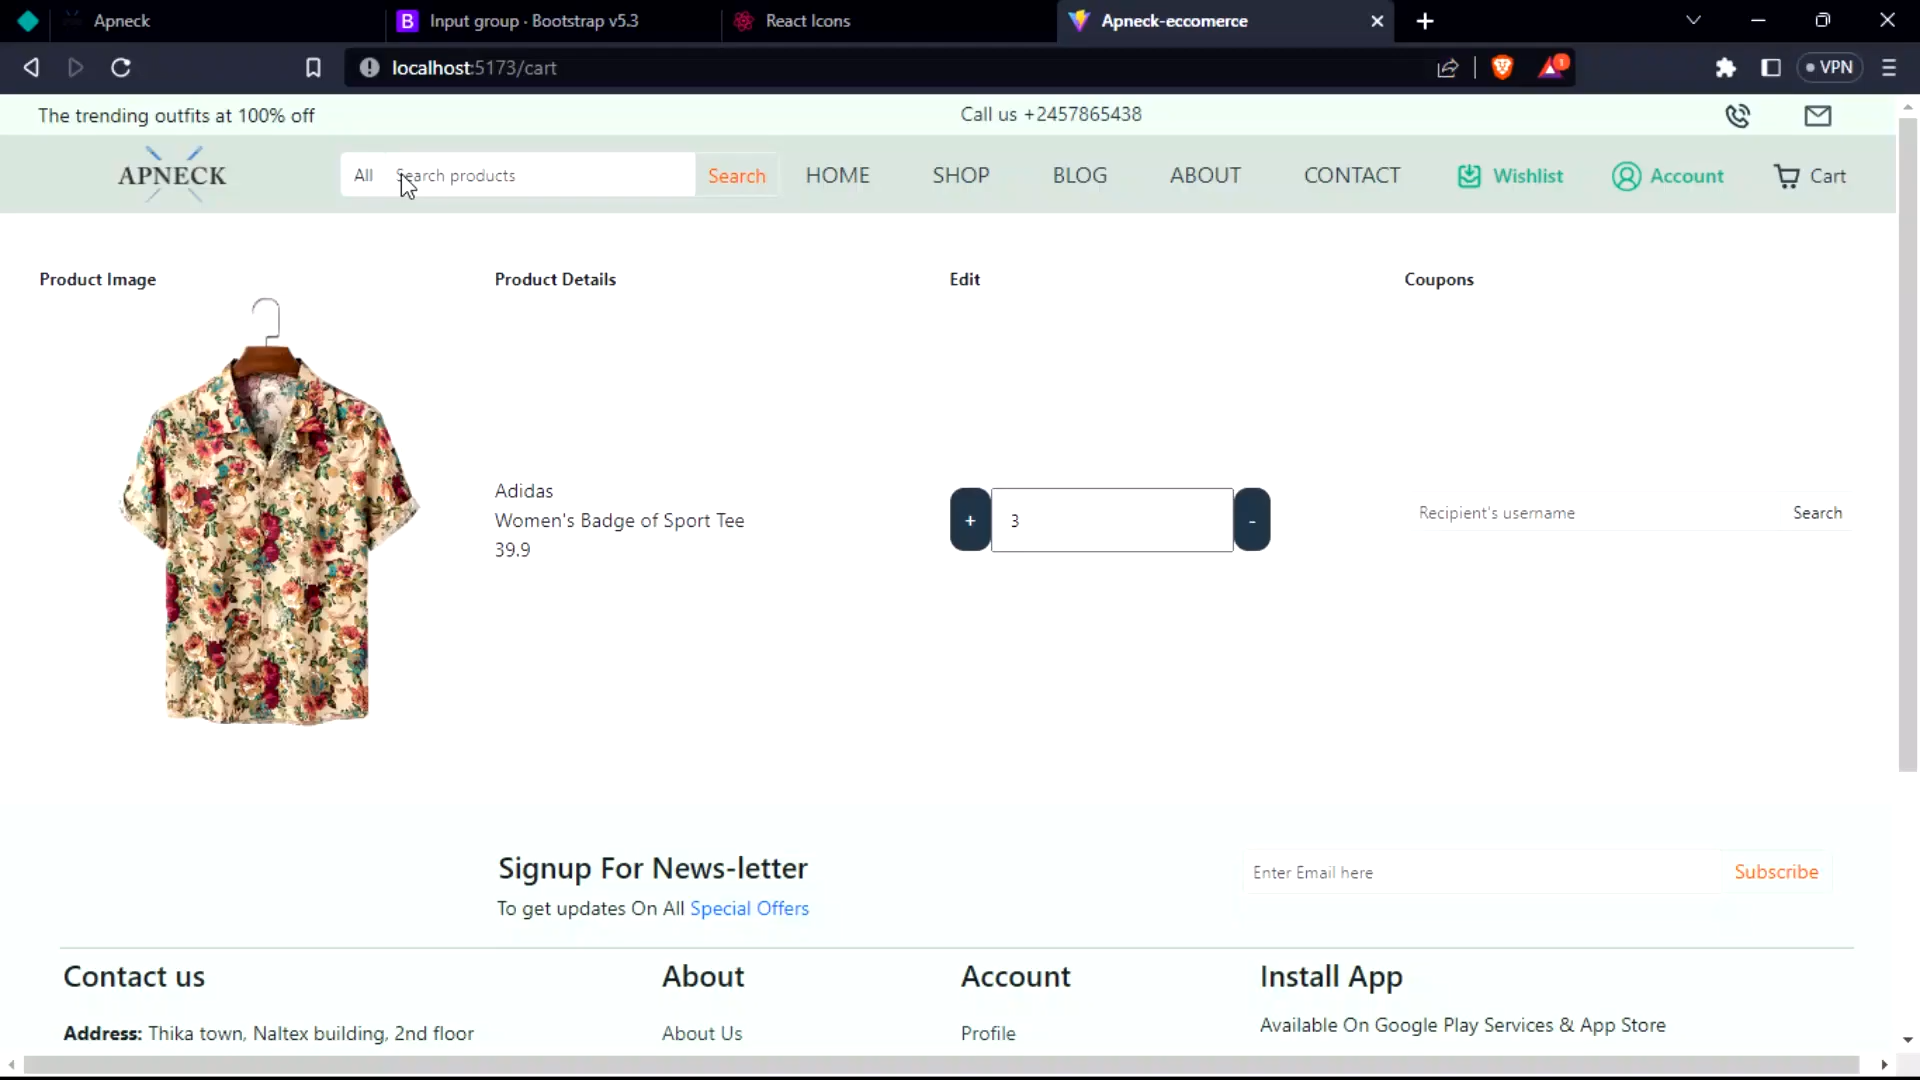 Apneck
B Input group · Bootstrap v5.3
React Icons
Apneck-eccomerce
localhost:5173/cart
1
VPN
The trending outfits at 100% off
Call us +2457865438
APNECK
All
Search products
Search
HOME
SHOP
BLOG
ABOUT
CONTACT
Wishlist
Account
Cart
Product Image
Product Details
Edit
Coupons
Adidas
Women's Badge of Sport Tee
39.9
+
3
-
Recipient's username
Search
Signup For News-letter
To get updates On All Special Offers
Enter Email here
Subscribe
Contact us
About
Account
Install App
Address: Thika town, Naltex building, 2nd floor
About Us
Profile
Available On Google Play Services & App Store